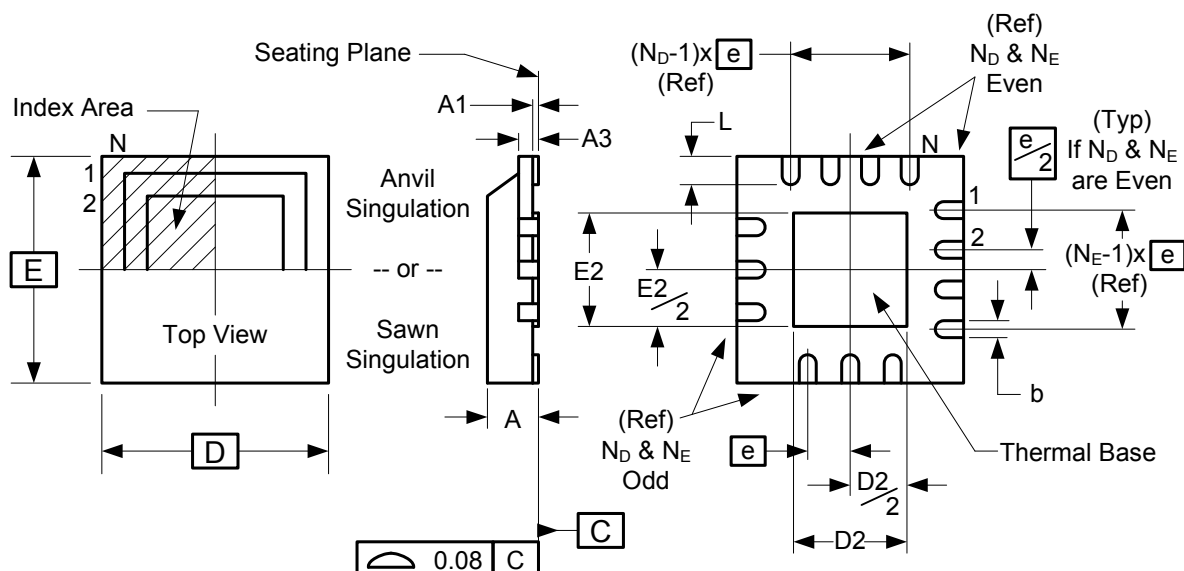 Seating Plane
Index Area
N
1
2
E
Top View
D
Anvil
Singulation
-- or --
Sawn
Singulation
A1
A3
A
C
0.08 C
(N_D-1)x e
(Ref)
L
(Ref)
N_D & N_E
Even
N
e/2
(Typ)
If N_D & N_E
are Even
1
2
(N_E-1)x e
(Ref)
E2
E2/2
b
Thermal Base
(Ref)
N_D & N_E
Odd
e
D2/2
D2